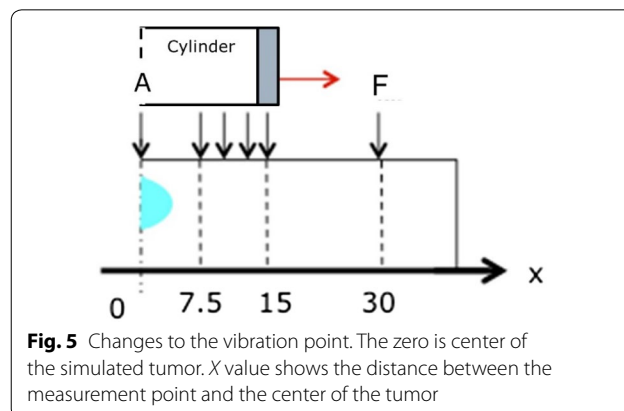 Cylinder
A
F
x
0
7.5
15
30
Fig. 5 Changes to the vibration point. The zero is center of
the simulated tumor. X value shows the distance between the
measurement point and the center of the tumor